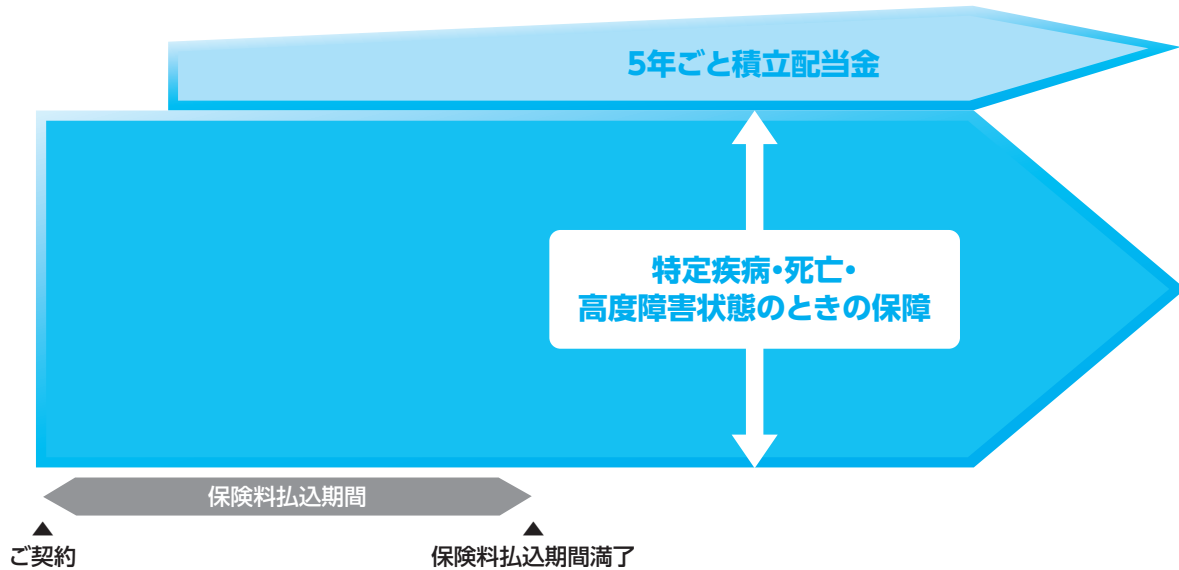 5年ごと積立配当金
特定疾病・死亡・
高度障害状態のときの保障
保険料払込期間
ご契約
保険料払込期間満了